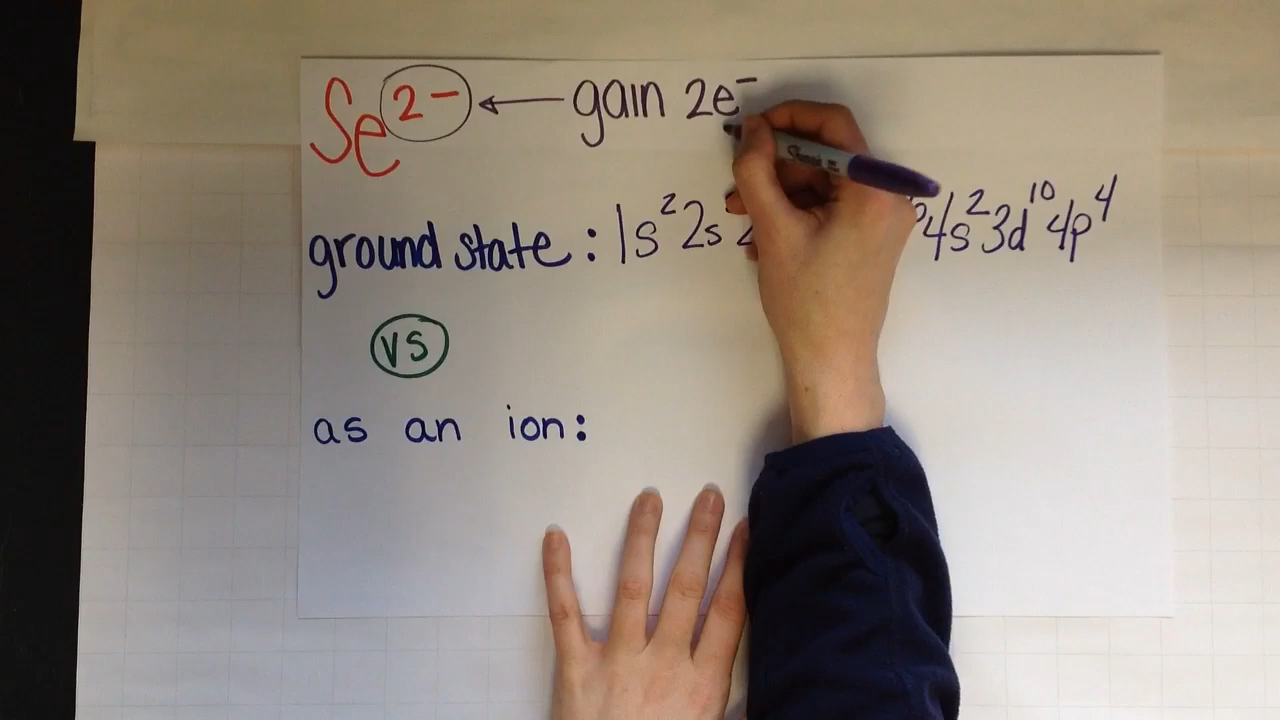 Se²⁻ ← gain 2e⁻
ground state : 1s² 2s 4s² 3d¹⁰ 4p⁴
vs
as an ion: